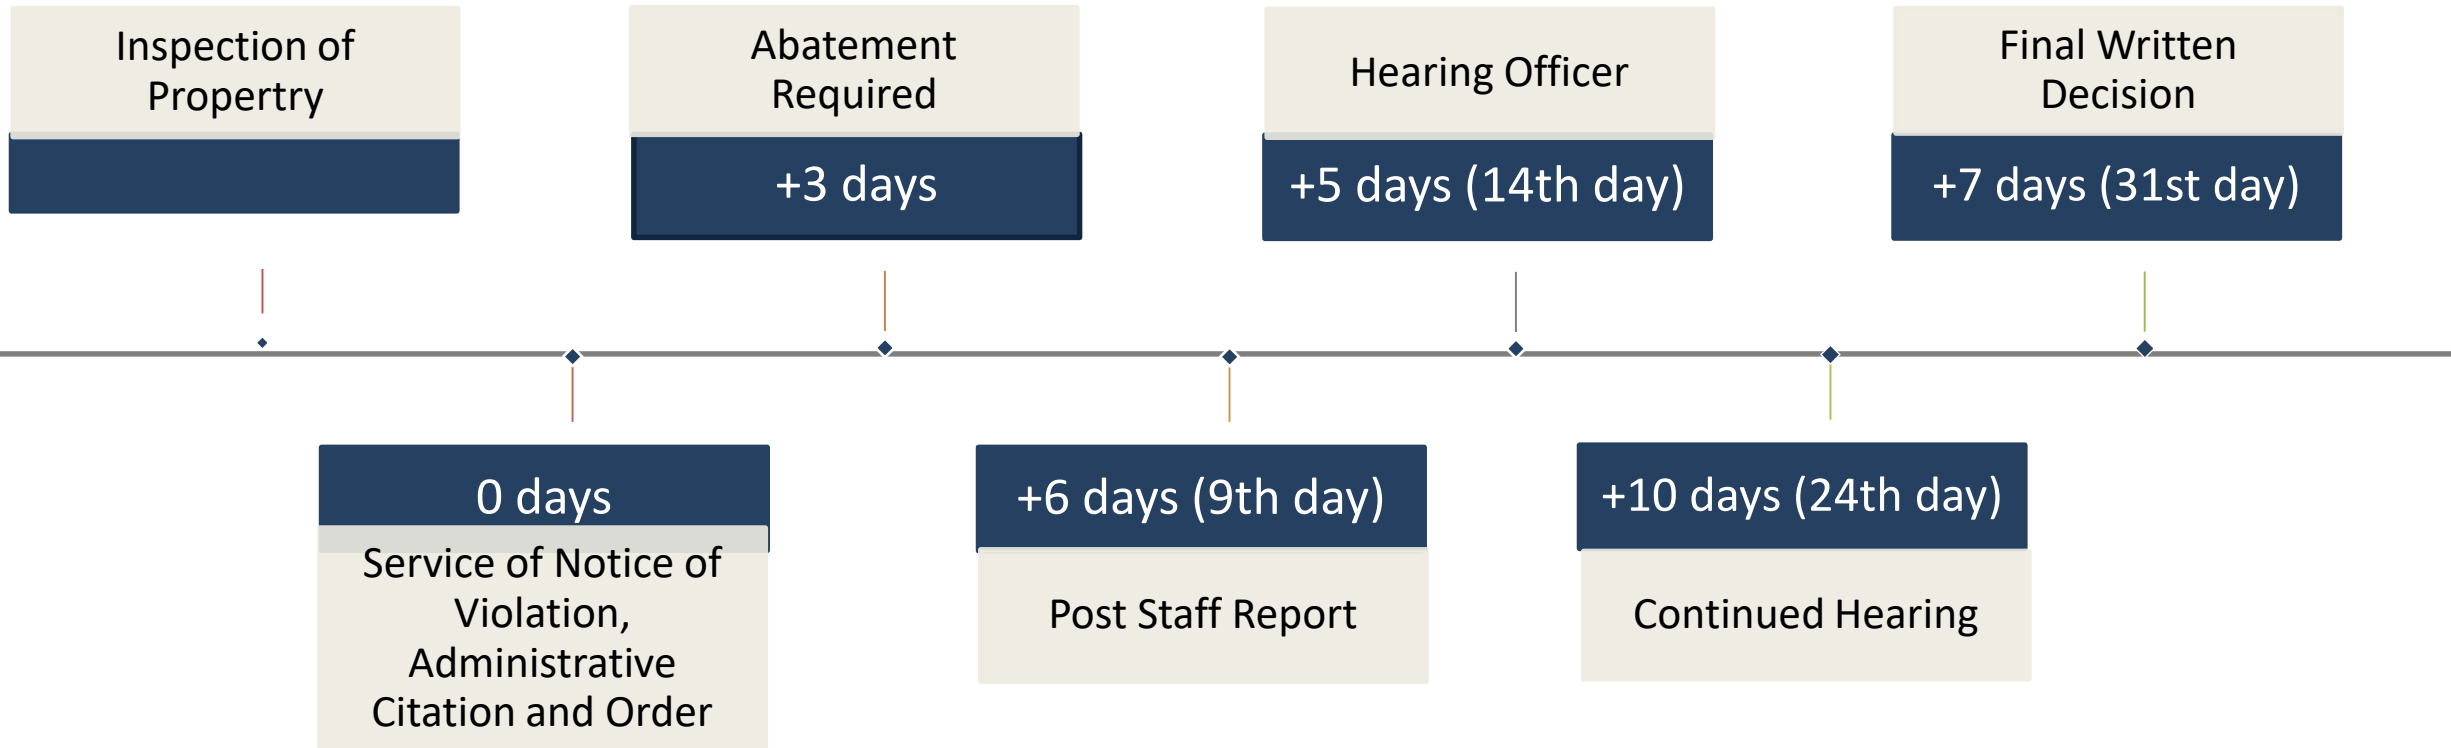 Inspection of
Propertry
Abatement
Required
+3 days
Hearing Officer
+5 days (14th day)
Final Written
Decision
+7 days (31st day)
0 days
Service of Notice of
Violation,
Administrative
Citation and Order
+6 days (9th day)
Post Staff Report
+10 days (24th day)
Continued Hearing